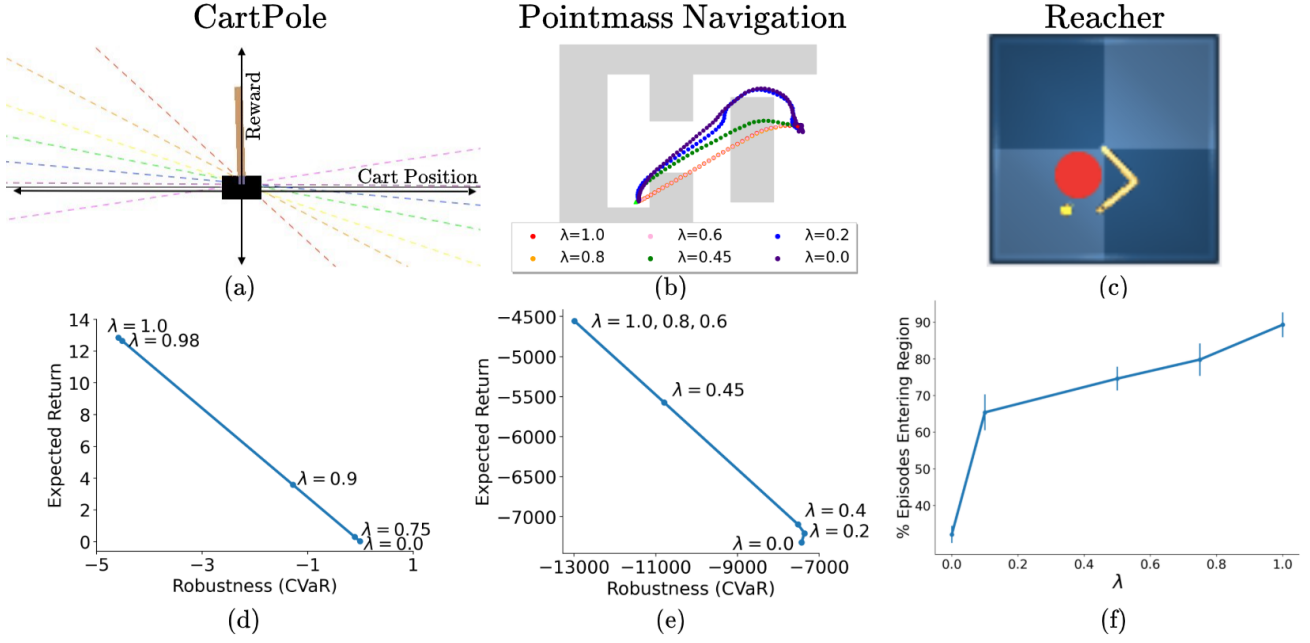 CartPole
Pointmass Navigation
Reacher
Reward
Cart Position
λ=1.0
λ=0.6
λ=0.2
λ=0.8
λ=0.45
λ=0.0
(a)
(b)
(c)
14
12
10
8
6
4
2
0
Expected Return
λ = 1.0
λ = 0.98
λ = 0.9
λ = 0.75
λ = 0.0
−5
−3
−1
1
Robustness (CVaR)
(d)
−4500
−5000
−5500
−6000
−6500
−7000
Expected Return
λ = 1.0, 0.8, 0.6
λ = 0.45
λ = 0.4
λ = 0.2
λ = 0.0
−13000
−11000
−9000
−7000
Robustness (CVaR)
(e)
90
80
70
60
50
40
% Episodes Entering Region
0.0
0.2
0.4
0.6
0.8
1.0
λ
(f)